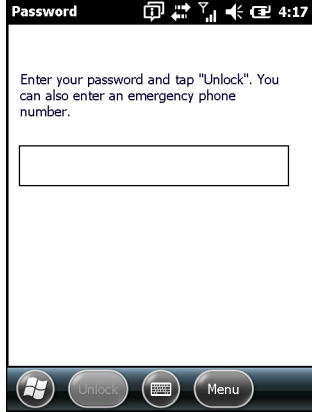 Password 4:17
Enter your password and tap "Unlock". You
can also enter an emergency phone
number.
Unlock Menu